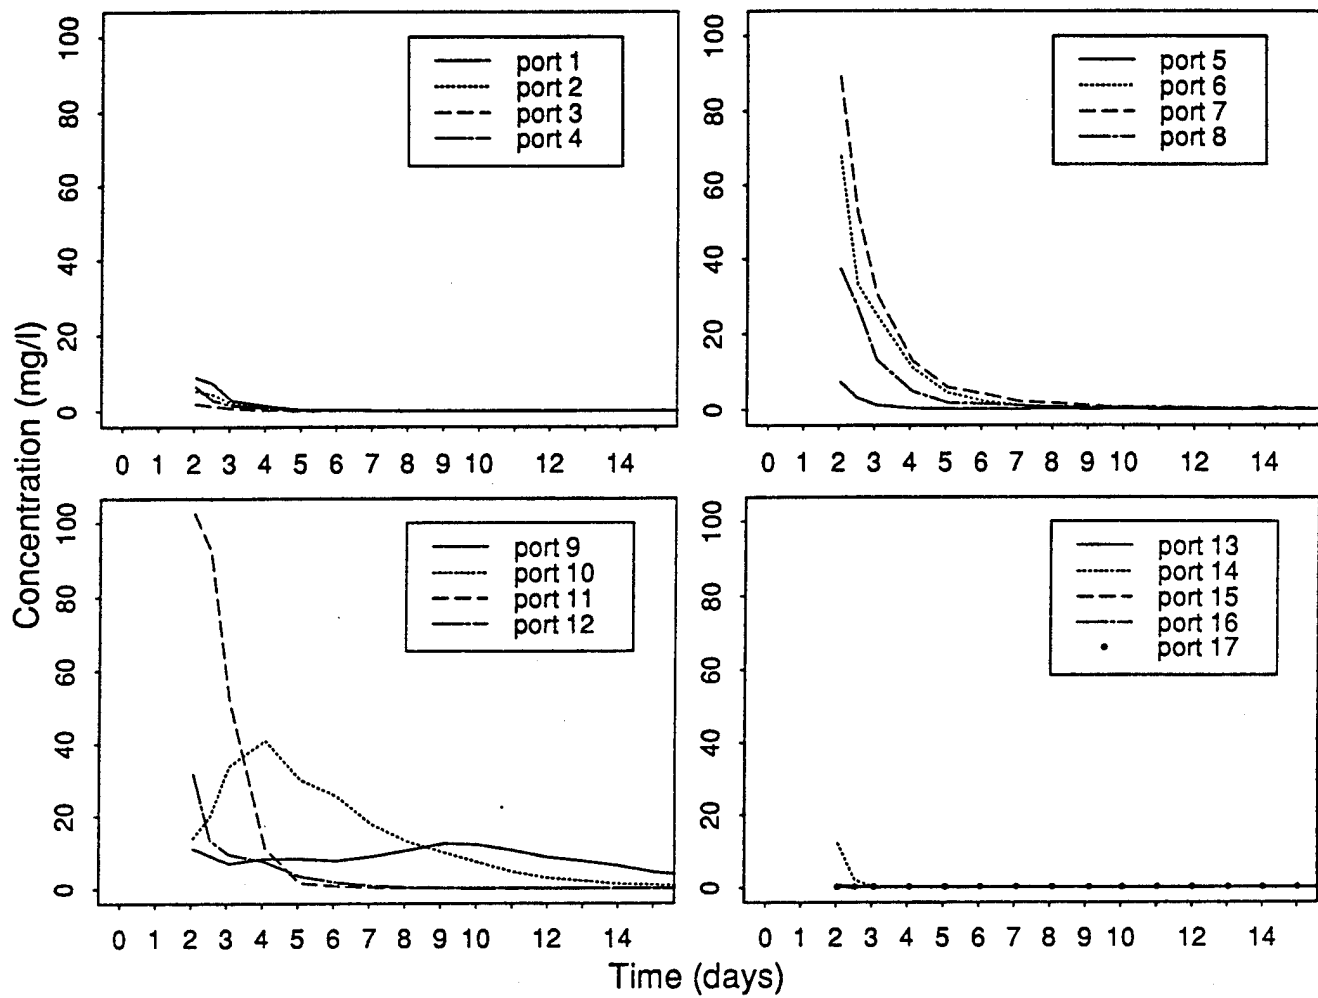 Concentration (mg/l)
100
80
60
40
20
0
port 1
port 2
port 3
port 4
0 1 2 3 4 5 6 7 8 9 10 12 14
100
80
60
40
20
0
port 5
port 6
port 7
port 8
0 1 2 3 4 5 6 7 8 9 10 12 14
100
80
60
40
20
0
port 9
port 10
port 11
port 12
0 1 2 3 4 5 6 7 8 9 10 12 14
100
80
60
40
20
0
port 13
port 14
port 15
port 16
port 17
0 1 2 3 4 5 6 7 8 9 10 12 14
Time (days)